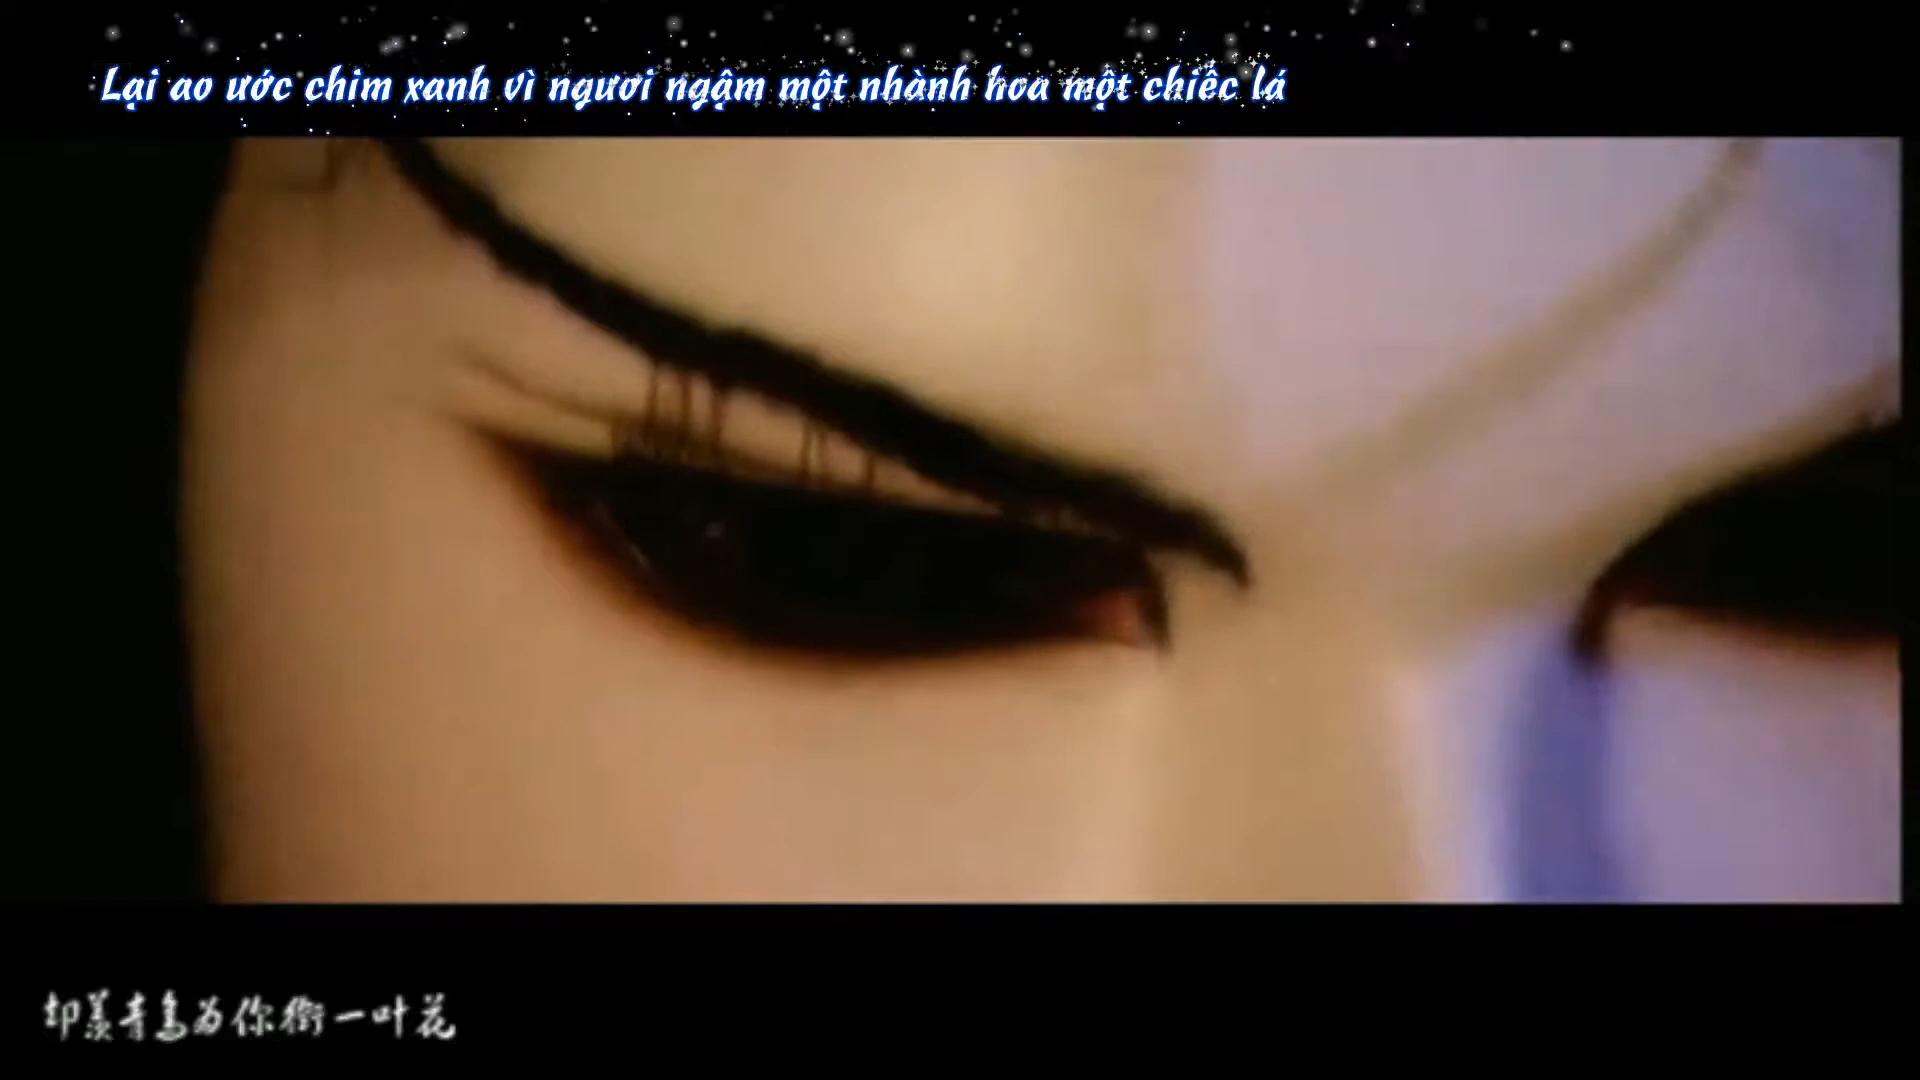 Lại ao ước chim xanh vì ngươi ngậm một nhành hoa một chiếc lá
却羡青鸟为你衔一叶花